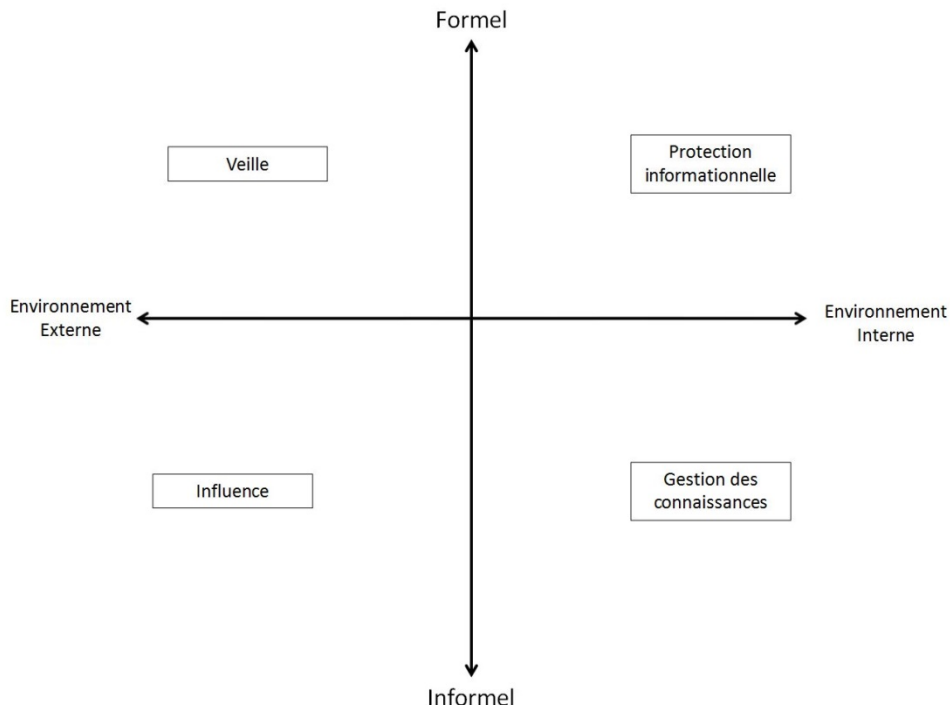 Formel
Veille
Protection
informationnelle
Environnement
Externe
Environnement
Interne
Influence
Gestion des
connaissances
Informel